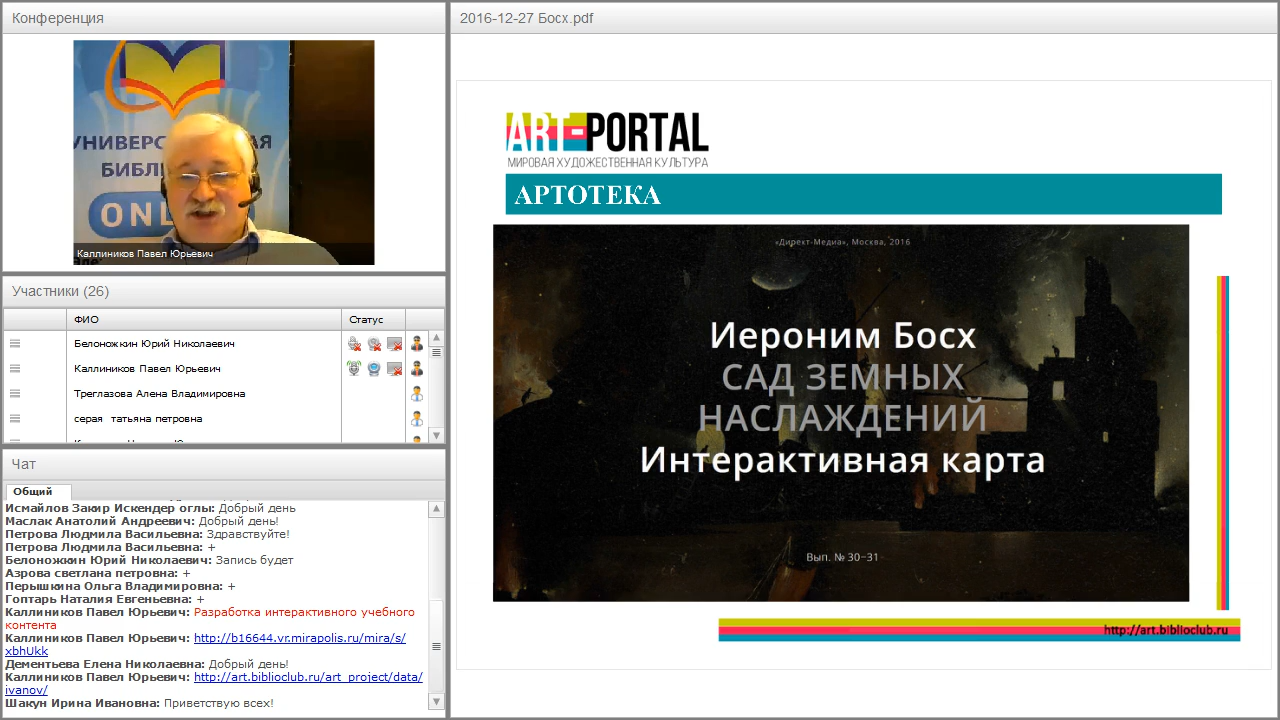 Конференция
УНИВЕРС
АЯ
БИБЛ
ONL
Каллиников Павел Юрьевич
Участники (26)
ФИО
Статус
Белоножкин Юрий Николаевич
Каллиников Павел Юрьевич
Треглазова Алена Владимировна
серая татьяна петровна
Чат
Общий
Исмайлов Закир Искендер оглы: Добрый день
Маслак Анатолий Андреевич: Добрый день!
Петрова Людмила Васильевна: Здравствуйте!
Петрова Людмила Васильевна: +
Белоножкин Юрий Николаевич: Запись будет
Азрова светлана петровна: +
Перышкина Ольга Владимировна: +
Гоптарь Наталия Евгеньевна: +
Каллиников Павел Юрьевич: Разработка интерактивного учебного
контента
Каллиников Павел Юрьевич: http://b16644.vr.mirapolis.ru/mira/s/
xbhUkk
Дементьева Елена Николаевна: Добрый день!
Каллиников Павел Юрьевич: http://art.biblioclub.ru/art_project/data/
ivanov/
Шакун Ирина Ивановна: Приветствую всех!
2016-12-27 Босх.pdf
ART-PORTAL
МИРОВАЯ ХУДОЖЕСТВЕННАЯ КУЛЬТУРА
АРТОТЕКА
«Директ-Медиа», Москва, 2016
Иероним Босх
САД ЗЕМНЫХ
НАСЛАЖДЕНИЙ
Интерактивная карта
Вып. № 30–31
http://art.biblioclub.ru